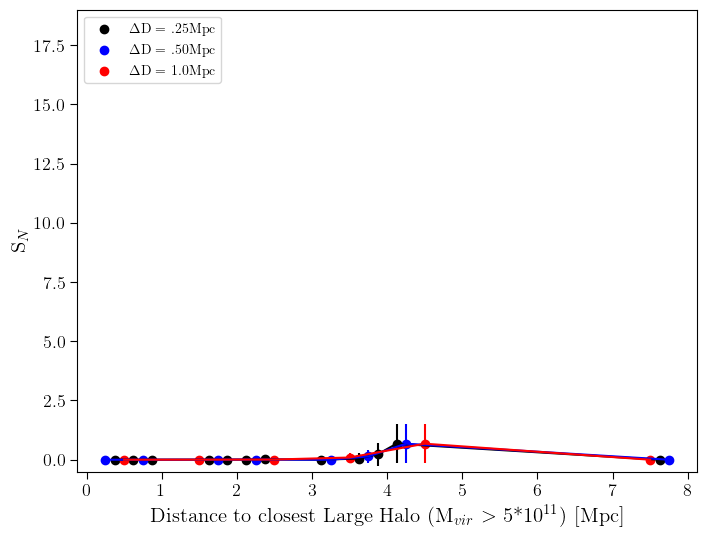 ΔD = .25Mpc
ΔD = .50Mpc
ΔD = 1.0Mpc
17.5
15.0
12.5
10.0
7.5
5.0
2.5
0.0
S_N
0 1 2 3 4 5 6 7 8
Distance to closest Large Halo (M_{vir} > 5*10^{11}) [Mpc]